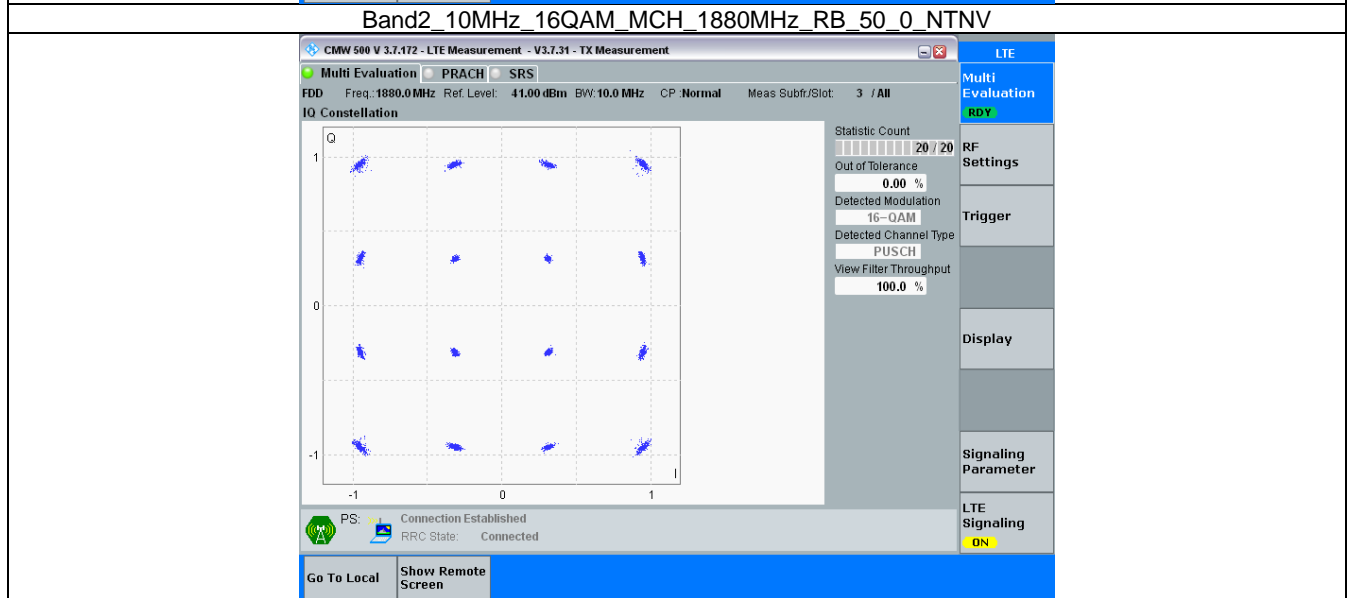 Band2_10MHz_16QAM_MCH_1880MHz_RB_50_0_NTNV
CMW 500 V 3.7.172 - LTE Measurement - V3.7.31 - TX Measurement
LTE
Multi Evaluation PRACH SRS
FDD Freq.:1880.0 MHz Ref. Level: 41.00 dBm BW:10.0 MHz CP :Normal Meas Subfr./Slot: 3 / All
IQ Constellation
Q
1
0
-1
I
-1 0 1
Statistic Count
20 / 20
Out of Tolerance
0.00 %
Detected Modulation
16-QAM
Detected Channel Type
PUSCH
View Filter Throughput
100.0 %
Multi
Evaluation
RDY
RF
Settings
Trigger
Display
Signaling
Parameter
LTE
Signaling
ON
PS: Connection Established
RRC State: Connected
Go To Local
Show Remote
Screen